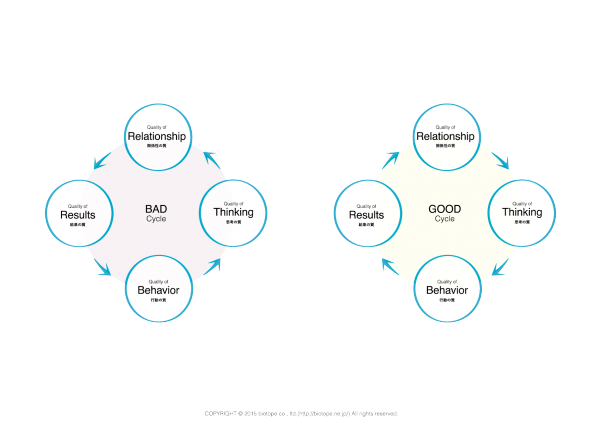 Quality of
Relationship
関係性の質
Quality of
Results
結果の質
BAD
Cycle
Quality of
Thinking
思考の質
Quality of
Behavior
行動の質
Quality of
Relationship
関係性の質
Quality of
Results
結果の質
GOOD
Cycle
Quality of
Thinking
思考の質
Quality of
Behavior
行動の質
COPYRIGHT © 2015 biotope co., ltd (http://biotope.ne.jp/) All rights reserved.